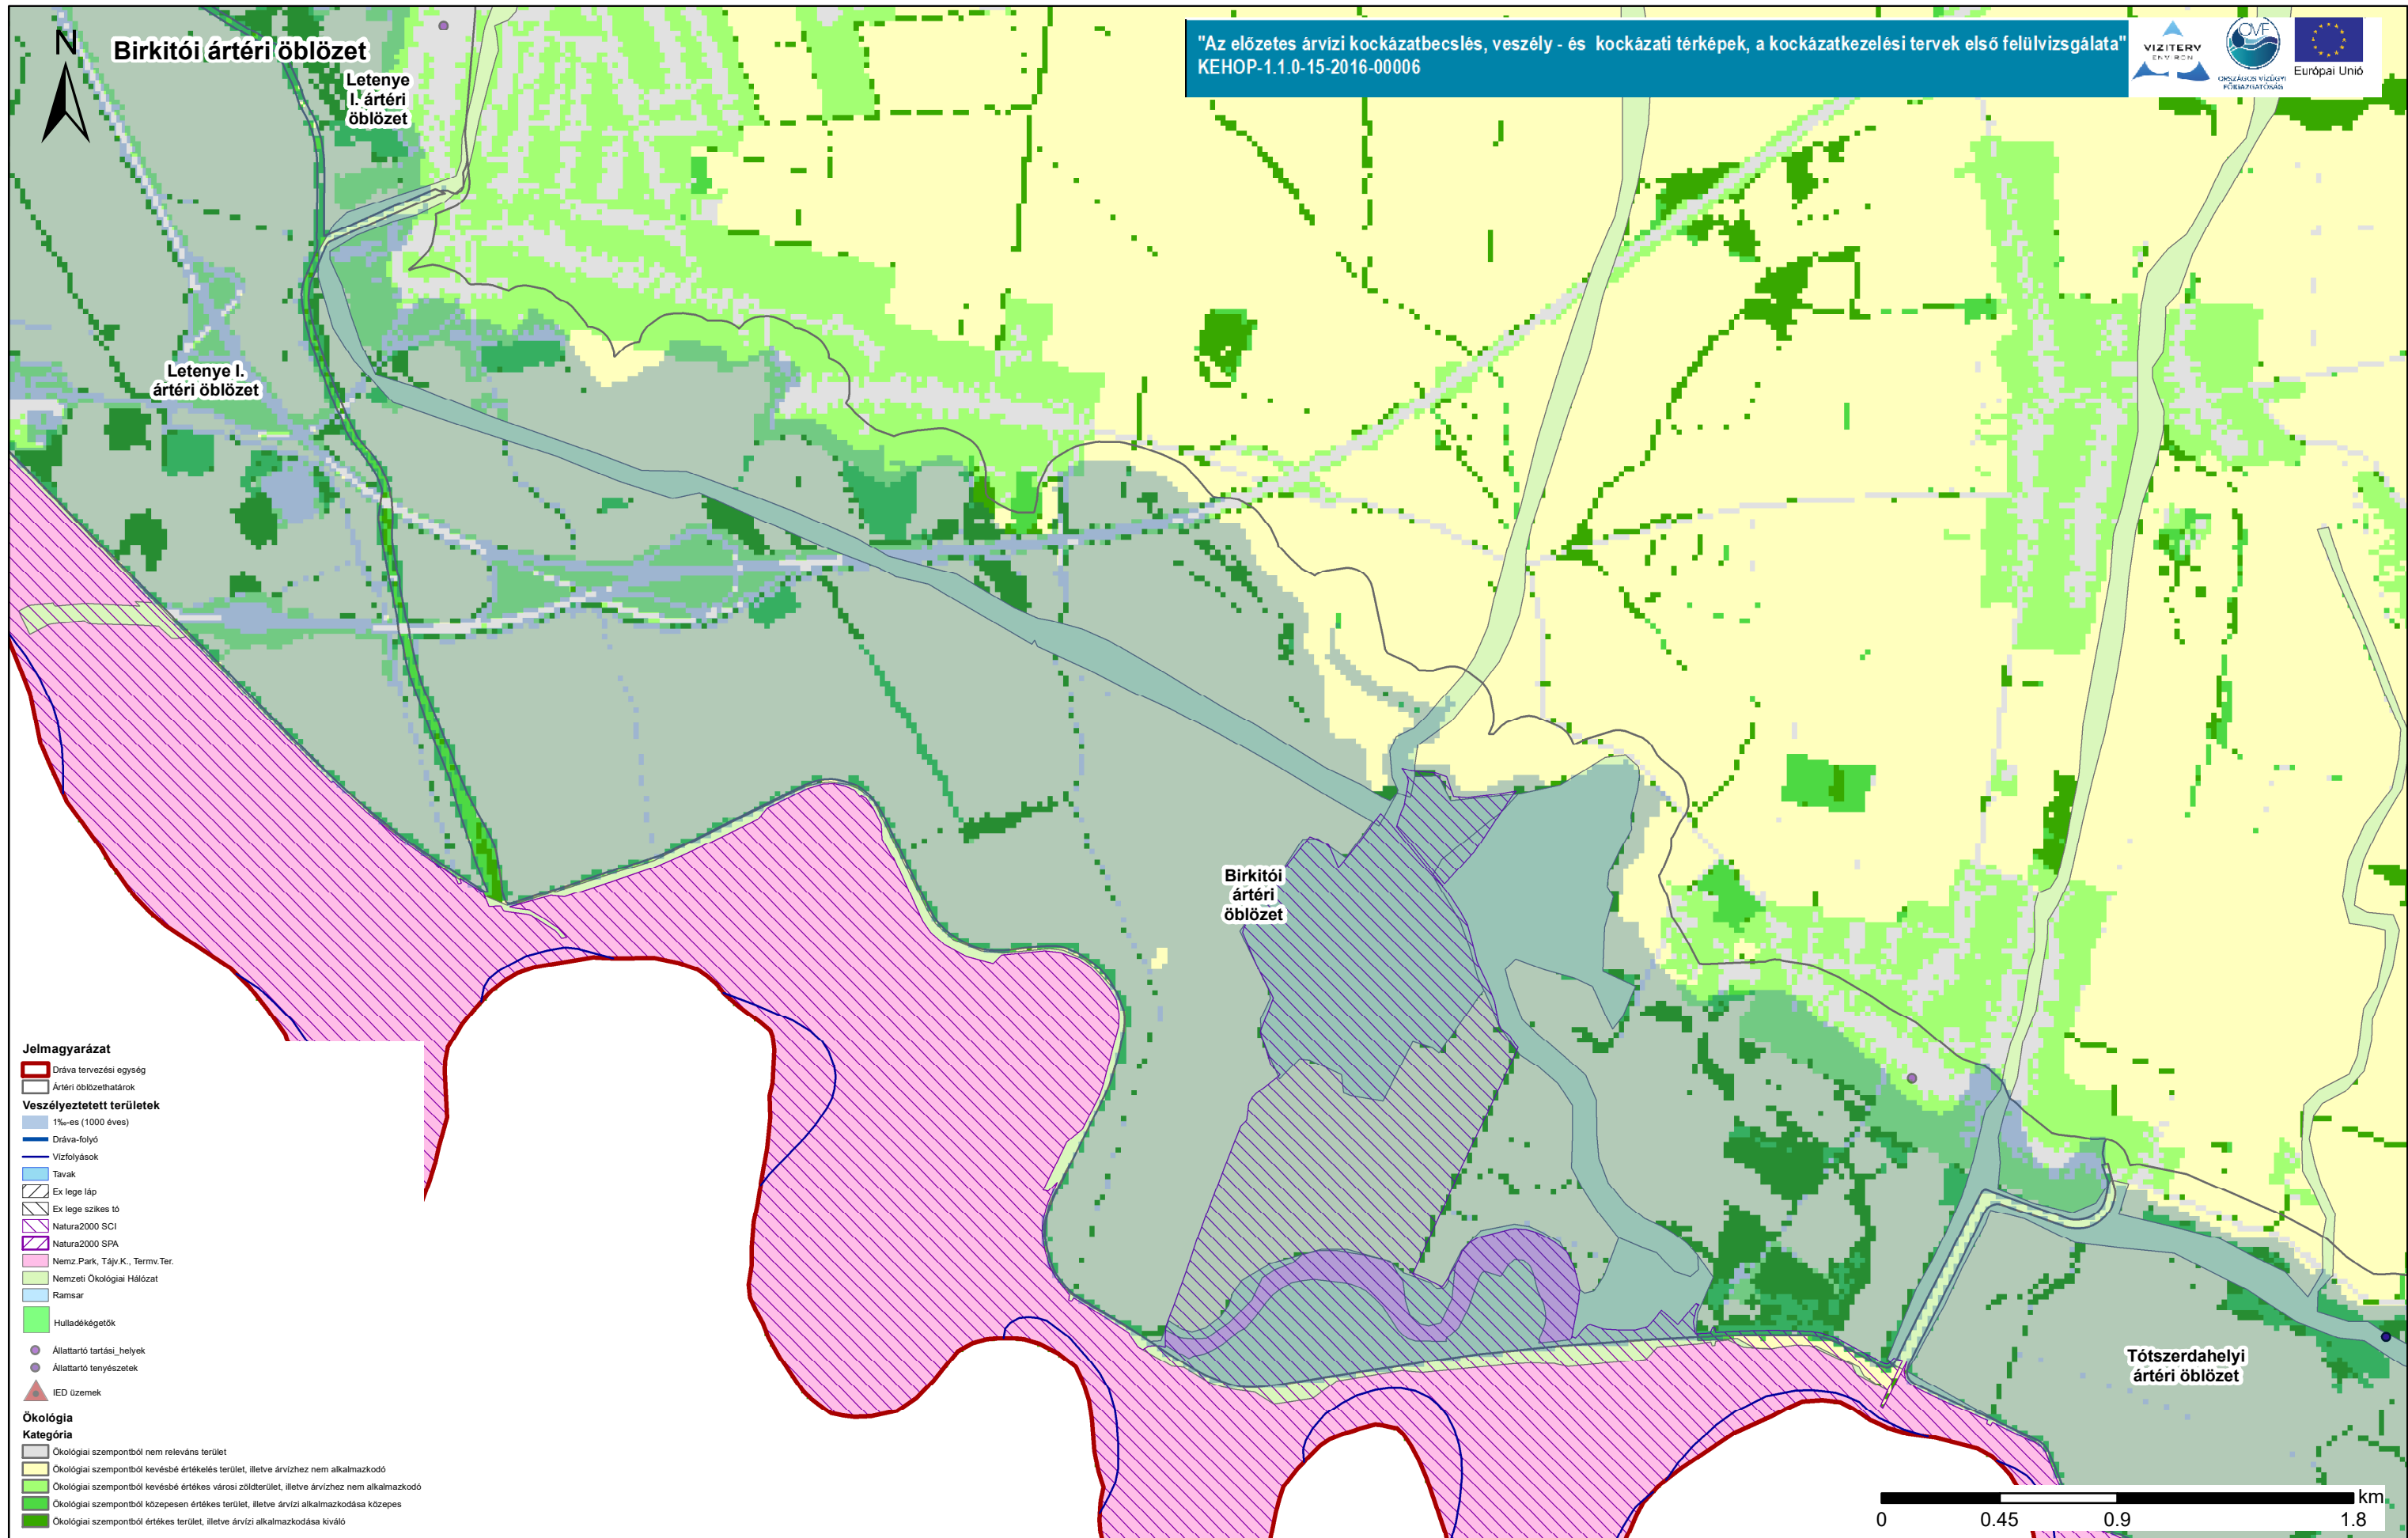 N
Birkitói ártéri öblözet
Letenye
I. ártéri
öblözet
"Az előzetes árvízi kockázatbecslés, veszély - és kockázati térképek, a kockázatkezelési tervek első felülvizsgálata"
KEHOP-1.1.0-15-2016-00006
VIZITERV
ENVIRON
OVF
ORSZÁGOS VÍZÜGYI
FŐIGAZGATÓSÁG
Európai Unió
Letenye I.
ártéri öblözet
Birkitói
ártéri
öblözet
Tótszerdahelyi
ártéri öblözet
Jelmagyarázat
Dráva tervezési egység
Ártéri öblözethatárok
Veszélyeztetett területek
1‰-es (1000 éves)
Dráva-folyó
Vízfolyások
Tavak
Ex lege láp
Ex lege szikes tó
Natura2000 SCI
Natura2000 SPA
Nemz.Park, Tájv.K., Termv.Ter.
Nemzeti Ökológiai Hálózat
Ramsar
Hulladékégetők
Állattartó tartási_helyek
Állattartó tenyészetek
IED üzemek
Ökológia
Kategória
Ökológiai szempontból nem releváns terület
Ökológiai szempontból kevésbé értékelés terület, illetve árvízhez nem alkalmazkodó
Ökológiai szempontból kevésbé értékes városi zöldterület, illetve árvízhez nem alkalmazkodó
Ökológiai szempontból közepesen értékes terület, illetve árvízi alkalmazkodása közepes
Ökológiai szempontból értékes terület, illetve árvízi alkalmazkodása kiváló
km
0 0.45 0.9 1.8